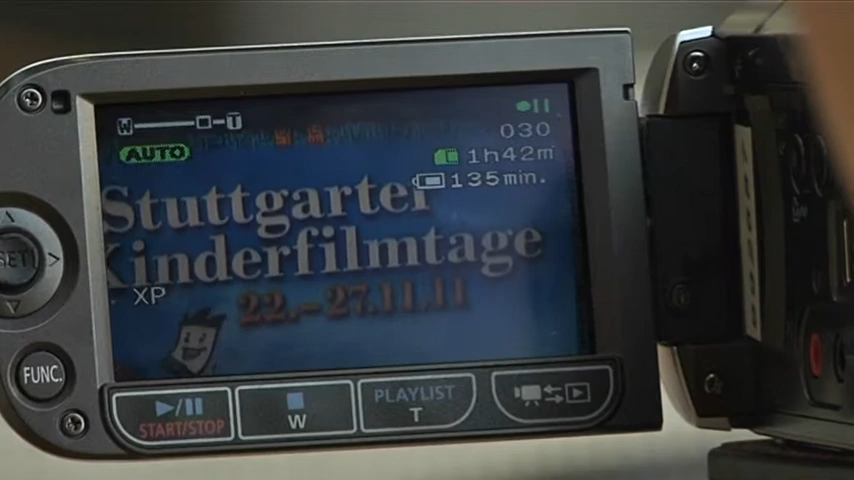 W T
030
AUTO
1h42m
135min.
Stuttgarter
Kinderfilmtage
XP
22.–27.11.11
SET
FUNC.
START/STOP
W
PLAYLIST
T